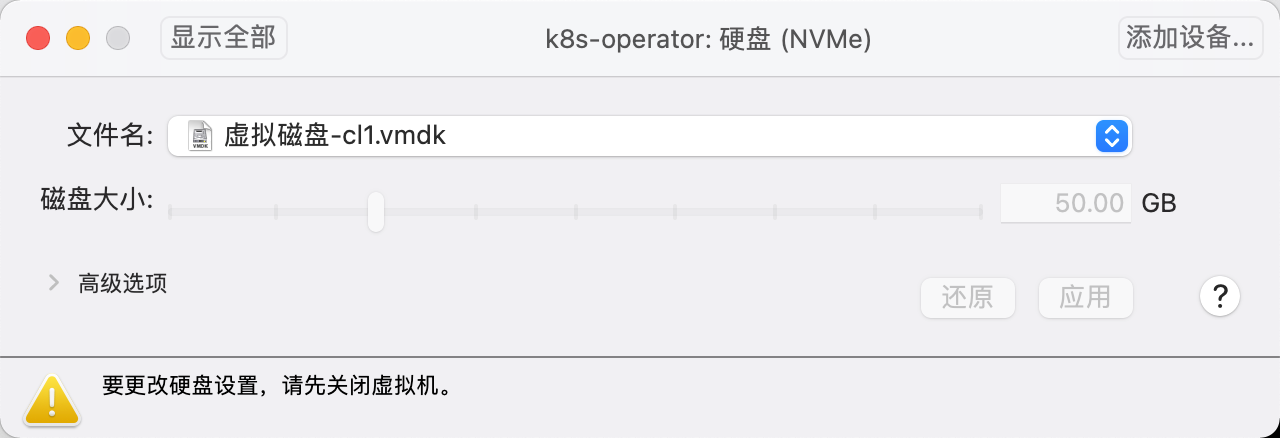 显示全部
k8s-operator: 硬盘 (NVMe)
添加设备...
文件名:
VMDK
虚拟磁盘-cl1.vmdk
磁盘大小:
50.00 GB
高级选项
还原
应用
?
要更改硬盘设置，请先关闭虚拟机。